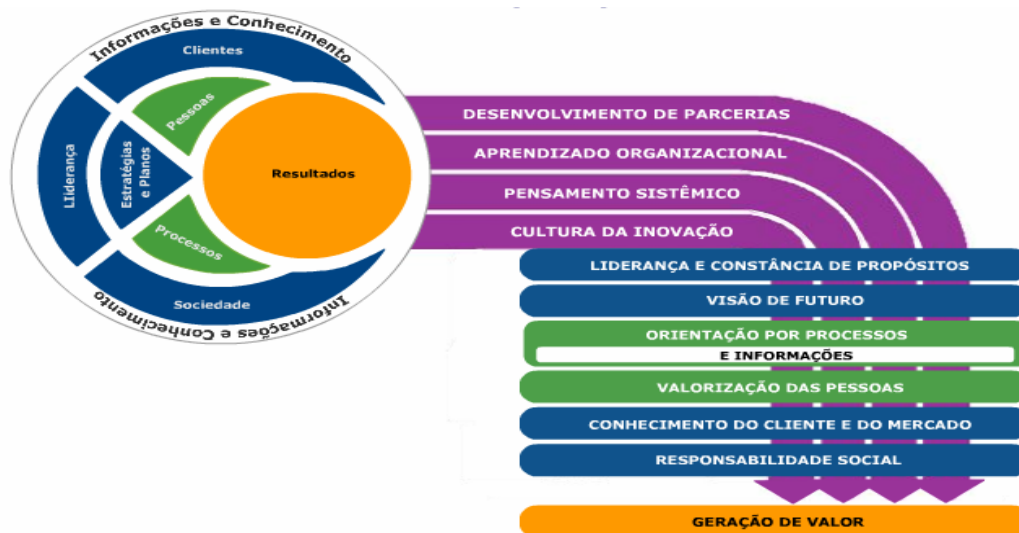 Informações e Conhecimento
Clientes
Pessoas
LIiderança
Estratégias
e Planos
Resultados
Processos
Sociedade
Informações e Conhecimento
DESENVOLVIMENTO DE PARCERIAS
APRENDIZADO ORGANIZACIONAL
PENSAMENTO SISTÊMICO
CULTURA DA INOVAÇÃO
LIDERANÇA E CONSTÂNCIA DE PROPÓSITOS
VISÃO DE FUTURO
ORIENTAÇÃO POR PROCESSOS
E INFORMAÇÕES
VALORIZAÇÃO DAS PESSOAS
CONHECIMENTO DO CLIENTE E DO MERCADO
RESPONSABILIDADE SOCIAL
GERAÇÃO DE VALOR